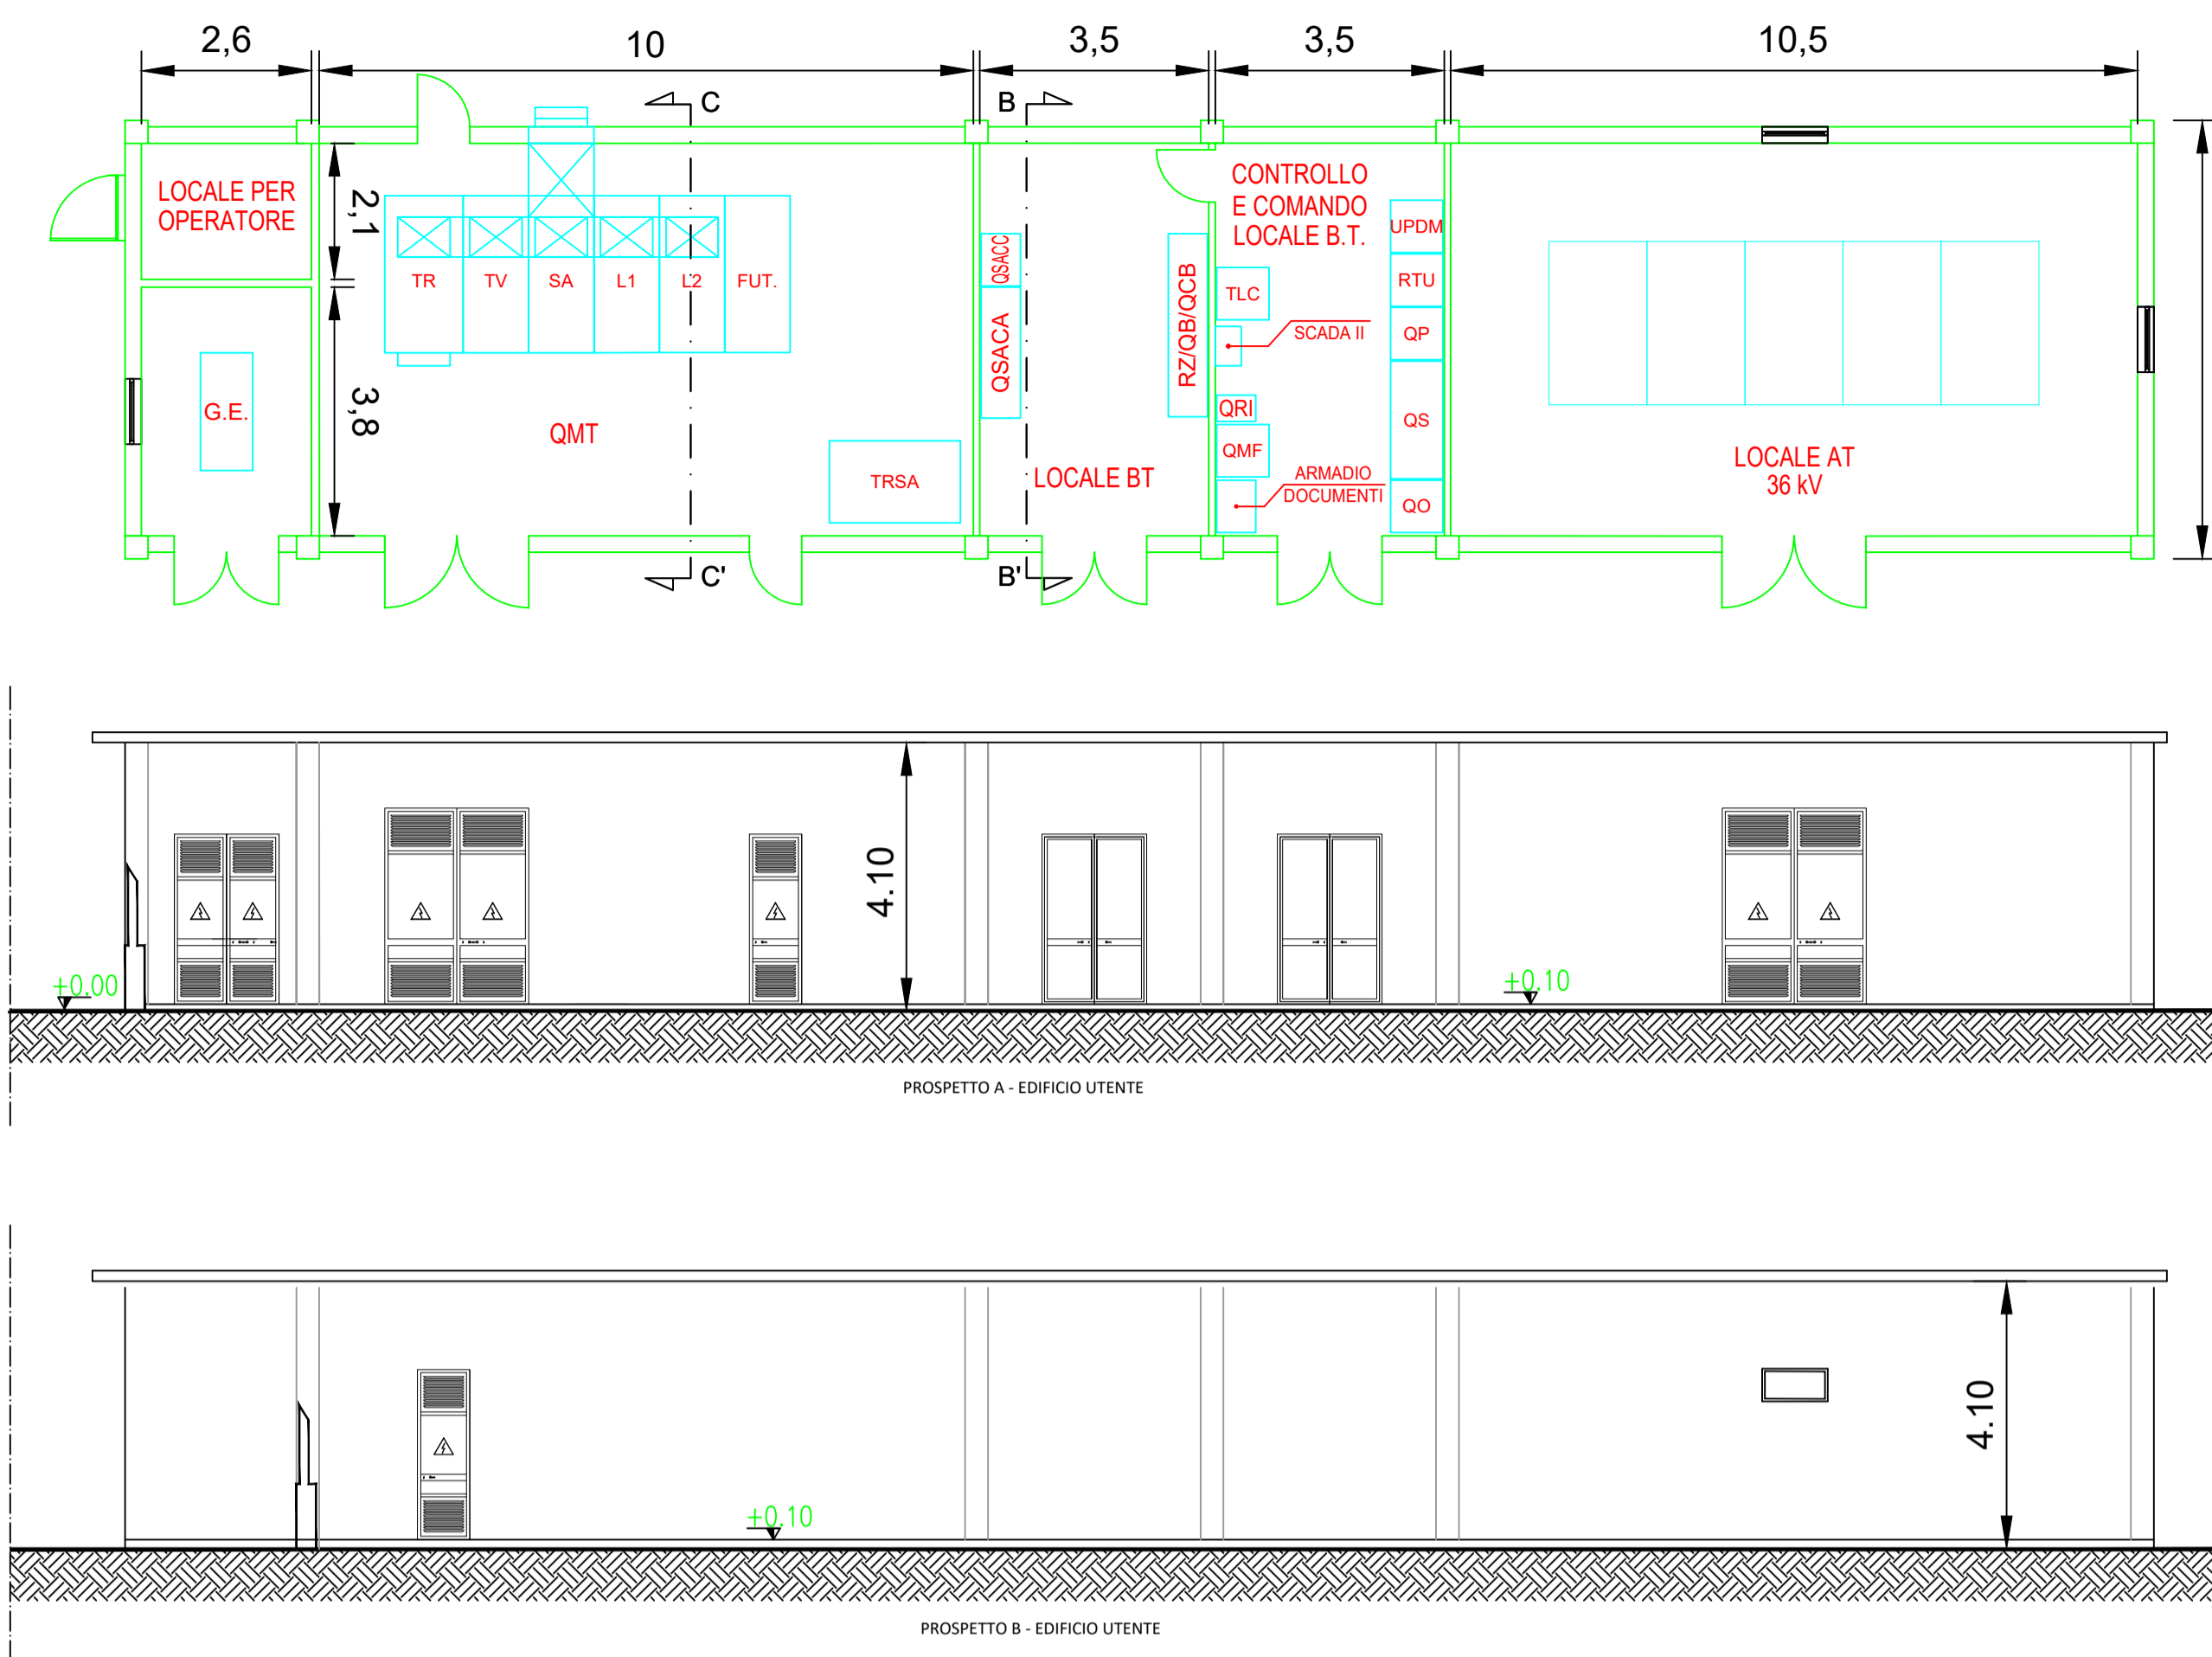 2,6
10
3,5
3,5
10,5
C
B
LOCALE PER
OPERATORE
2,1
CONTROLLO
E COMANDO
LOCALE B.T.
UPDM
QSACC
RZ/QB/QCB
TR
TV
SA
L1
L2
FUT.
TLC
RTU
SCADA II
QP
QSACA
G.E.
3,8
QMT
QRI
QS
QMF
LOCALE AT
36 kV
TRSA
LOCALE BT
ARMADIO
DOCUMENTI
QO
C'
B'
4.10
±0.00
±0.10
PROSPETTO A - EDIFICIO UTENTE
4.10
±0.10
PROSPETTO B - EDIFICIO UTENTE